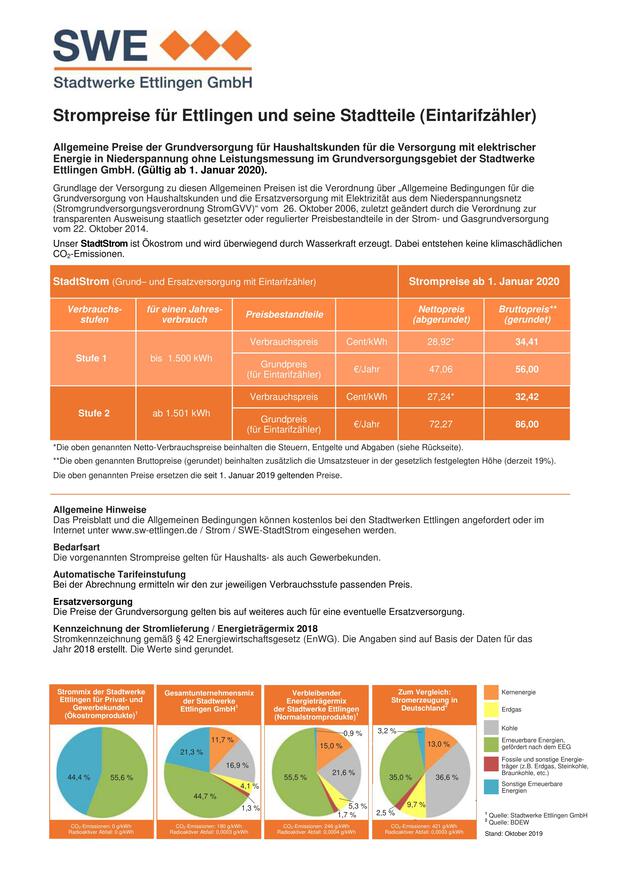 SWE
Stadtwerke Ettlingen GmbH
Strompreise für Ettlingen und seine Stadtteile (Eintarifzähler)
Allgemeine Preise der Grundversorgung für Haushaltskunden für die Versorgung mit elektrischer
Energie in Niederspannung ohne Leistungsmessung im Grundversorgungsgebiet der Stadtwerke
Ettlingen GmbH. (Gültig ab 1. Januar 2020).
Grundlage der Versorgung zu diesen Allgemeinen Preisen ist die Verordnung über „Allgemeine Bedingungen für die
Grundversorgung von Haushaltskunden und die Ersatzversorgung mit Elektrizität aus dem Niederspannungsnetz
(Stromgrundversorgungsverordnung StromGVV)“ vom 26. Oktober 2006, zuletzt geändert durch die Verordnung zur
transparenten Ausweisung staatlich gesetzter oder regulierter Preisbestandteile in der Strom- und Gasgrundversorgung
vom 22. Oktober 2014.
Unser StadtStrom ist Ökostrom und wird überwiegend durch Wasserkraft erzeugt. Dabei entstehen keine klimaschädlichen
CO₂-Emissionen.
StadtStrom (Grund– und Ersatzversorgung mit Eintarifzähler) Strompreise ab 1. Januar 2020
Verbrauchs- für einen Jahres- Preisbestandteile Nettopreis Bruttopreis**
stufen verbrauch (abgerundet) (gerundet)
Stufe 1 bis 1.500 kWh Verbrauchspreis Cent/kWh 28,92* 34,41
Grundpreis €/Jahr 47,06 56,00
(für Eintarifzähler)
Stufe 2 ab 1.501 kWh Verbrauchspreis Cent/kWh 27,24* 32,42
Grundpreis €/Jahr 72,27 86,00
(für Eintarifzähler)
*Die oben genannten Netto-Verbrauchspreise beinhalten die Steuern, Entgelte und Abgaben (siehe Rückseite).
**Die oben genannten Bruttopreise (gerundet) beinhalten zusätzlich die Umsatzsteuer in der gesetzlich festgelegten Höhe (derzeit 19%).
Die oben genannten Preise ersetzen die seit 1. Januar 2019 geltenden Preise.
Allgemeine Hinweise
Das Preisblatt und die Allgemeinen Bedingungen können kostenlos bei den Stadtwerken Ettlingen angefordert oder im
Internet unter www.sw-ettlingen.de / Strom / SWE-StadtStrom eingesehen werden.
Bedarfsart
Die vorgenannten Strompreise gelten für Haushalts- als auch Gewerbekunden.
Automatische Tarifeinstufung
Bei der Abrechnung ermitteln wir den zur jeweiligen Verbrauchsstufe passenden Preis.
Ersatzversorgung
Die Preise der Grundversorgung gelten bis auf weiteres auch für eine eventuelle Ersatzversorgung.
Kennzeichnung der Stromlieferung / Energieträgermix 2018
Stromkennzeichnung gemäß § 42 Energiewirtschaftsgesetz (EnWG). Die Angaben sind auf Basis der Daten für das
Jahr 2018 erstellt. Die Werte sind gerundet.
Strommix der Stadtwerke
Ettlingen für Privat- und
Gewerbekunden
(Ökostromprodukte)¹
44,4 % 55,6 %
CO₂-Emissionen: 0 g/kWh
Radioaktiver Abfall: 0 g/kWh
Gesamtunternehmensmix
der Stadtwerke
Ettlingen GmbH¹
11,7 %
21,3 %
16,9 %
4,1 %
44,7 %
1,3 %
CO₂-Emissionen: 180 g/kWh
Radioaktiver Abfall: 0,0003 g/kWh
Verbleibender
Energieträgermix
der Stadtwerke Ettlingen
(Normalstromprodukte)¹
0,9 %
15,0 %
55,5 % 21,6 %
5,3 %
1,7 %
CO₂-Emissionen: 246 g/kWh
Radioaktiver Abfall: 0,0004 g/kWh
Zum Vergleich:
Stromerzeugung in
Deutschland²
3,2 %
13,0 %
35,0 % 36,6 %
9,7 %
2,5 %
CO₂-Emissionen: 421 g/kWh
Radioaktiver Abfall: 0,0003 g/kWh
Kernenergie
Erdgas
Kohle
Erneuerbare Energien,
gefördert nach dem EEG
Fossile und sonstige Energie-
träger (z.B. Erdgas, Steinkohle,
Braunkohle, etc.)
Sonstige Erneuerbare
Energien
¹ Quelle: Stadtwerke Ettlingen GmbH
² Quelle: BDEW
Stand: Oktober 2019